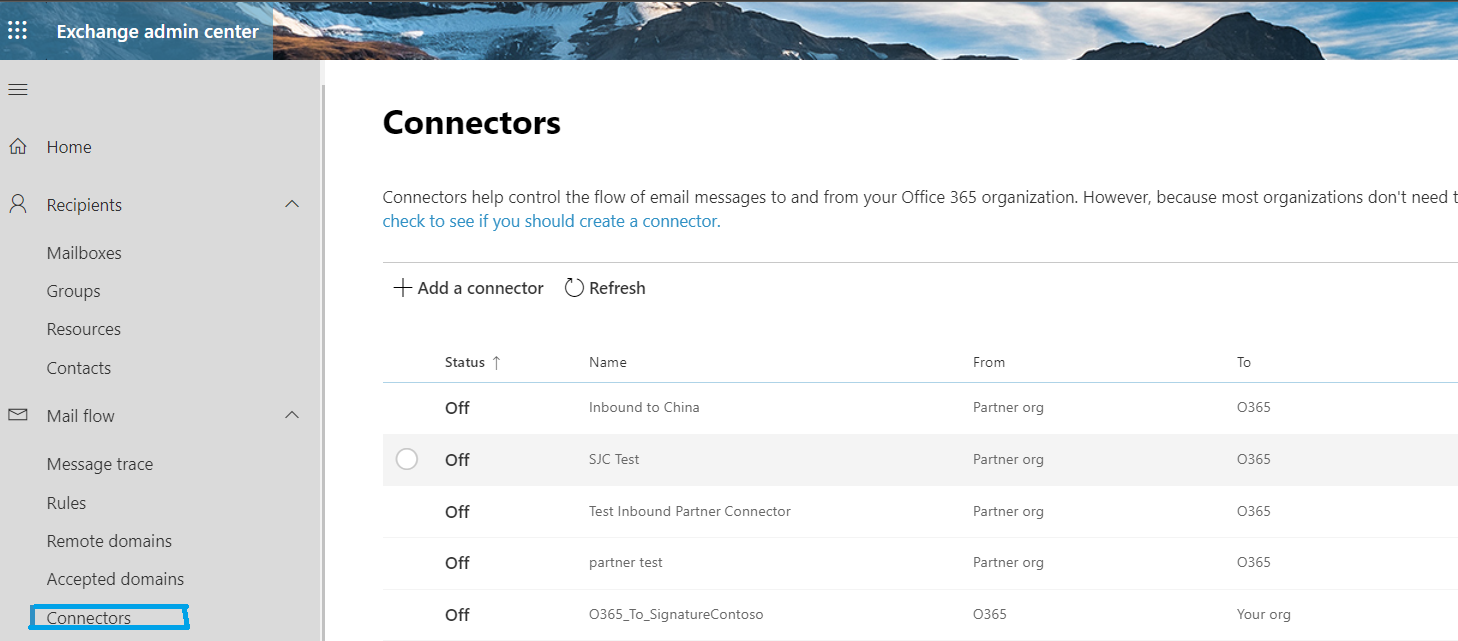 Exchange admin center
Home
Recipients
Mailboxes
Groups
Resources
Contacts
Mail flow
Message trace
Rules
Remote domains
Accepted domains
Connectors
Connectors
Connectors help control the flow of email messages to and from your Office 365 organization. However, because most organizations don't need t
check to see if you should create a connector.
Add a connector Refresh
Status ↑ Name From To
Off Inbound to China Partner org O365
Off SJC Test Partner org O365
Off Test Inbound Partner Connector Partner org O365
Off partner test Partner org O365
Off O365_To_SignatureContoso O365 Your org